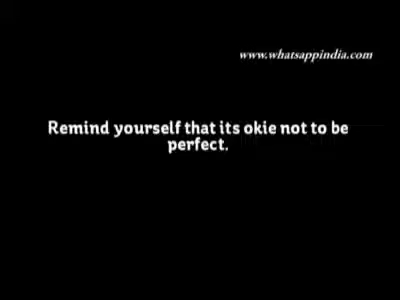 www.whatsappindia.com
Remind yourself that its okie not to be
perfect.